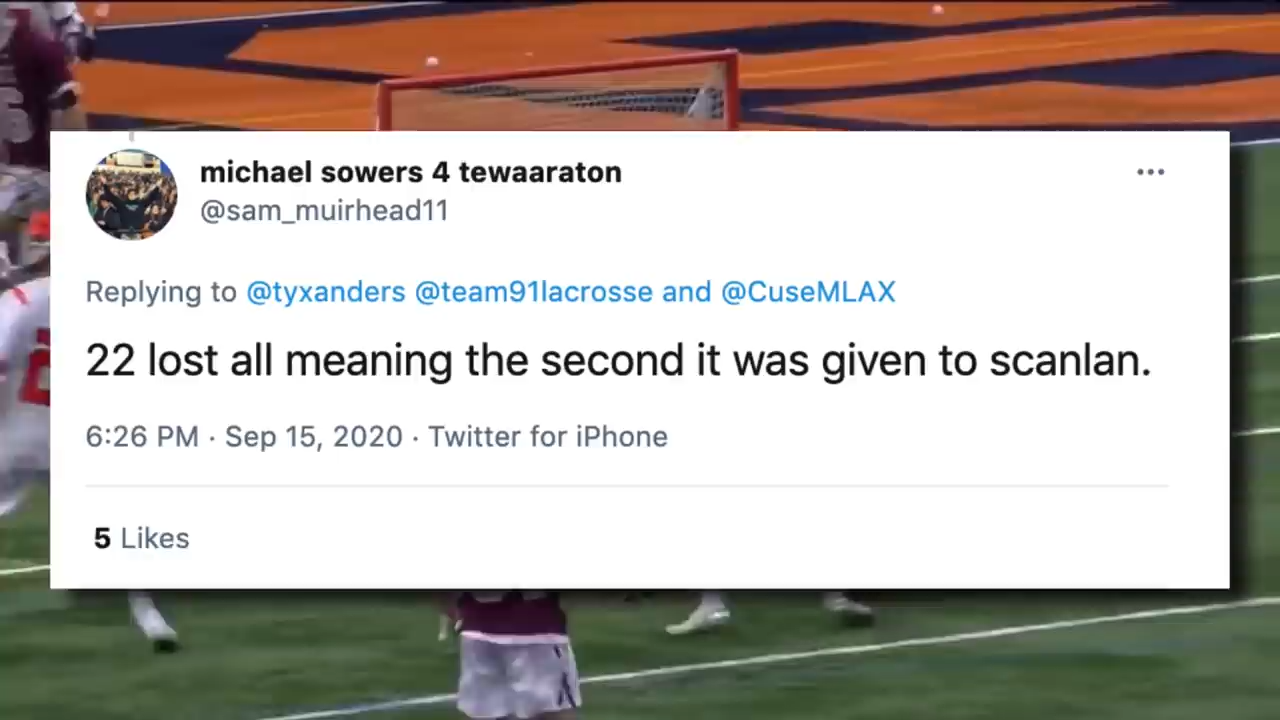 michael sowers 4 tewaaraton
@sam_muirhead11
Replying to @tyxanders @team91lacrosse and @CuseMLAX
22 lost all meaning the second it was given to scanlan.
6:26 PM · Sep 15, 2020 · Twitter for iPhone
5 Likes